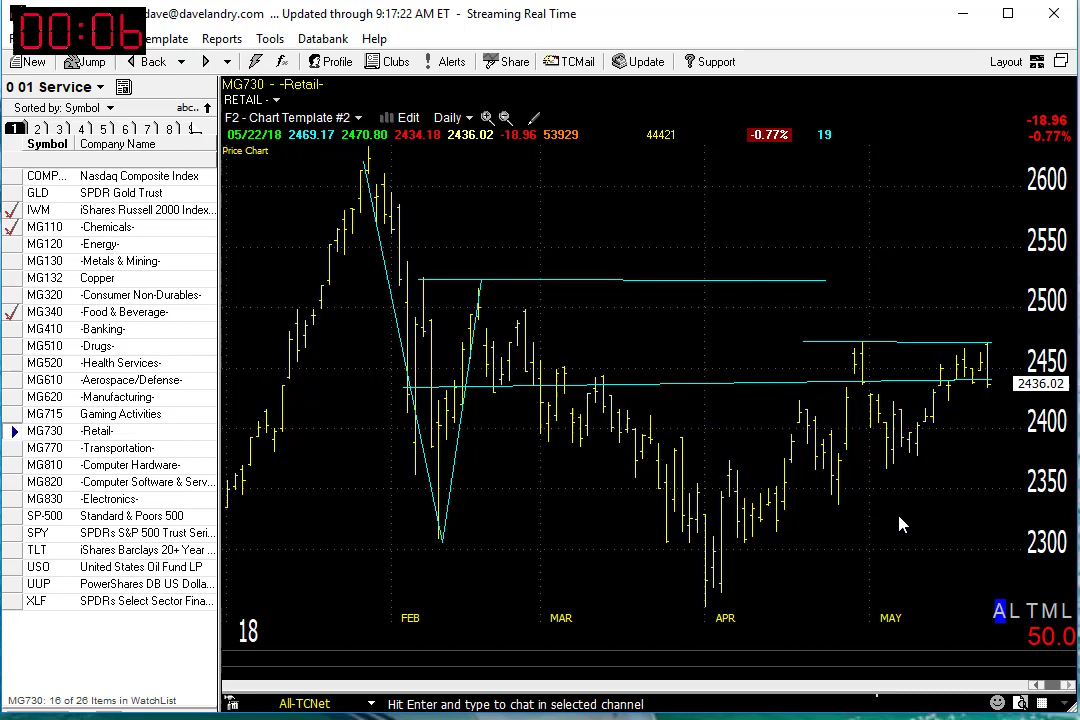 00:06
dave@davelandry.com ... Updated through 9:17:22 AM ET - Streaming Real Time
emplate Reports Tools Databank Help
New Jump Back Profile Clubs Alerts Share TCMail Update Support Layout
0 01 Service
Sorted by: Symbol abc..
1 2 3 4 5 6 7 8
Symbol Company Name
COMP... Nasdaq Composite Index
GLD SPDR Gold Trust
IWM iShares Russell 2000 Index...
MG110 -Chemicals-
MG120 -Energy-
MG130 -Metals & Mining-
MG132 Copper
MG320 -Consumer Non-Durables-
MG340 -Food & Beverage-
MG410 -Banking-
MG510 -Drugs-
MG520 -Health Services-
MG610 -Aerospace/Defense-
MG620 -Manufacturing-
MG715 Gaming Activities
MG730 -Retail-
MG770 -Transportation-
MG810 -Computer Hardware-
MG820 -Computer Software & Serv...
MG830 -Electronics-
SP-500 Standard & Poors 500
SPY SPDRs S&P 500 Trust Seri...
TLT iShares Barclays 20+ Year ...
USO United States Oil Fund LP
UUP PowerShares DB US Dolla...
XLF SPDRs Select Sector Fina...
MG730: 16 of 26 Items in WatchList
MG730 - -Retail-
RETAIL -
F2 - Chart Template #2 Edit Daily
05/22/18 2469.17 2470.80 2434.18 2436.02 -18.96 53929 44421 -0.77% 19
-18.96
-0.77%
Price Chart
2600
2550
2500
2450
2436.02
2400
2350
2300
FEB MAR APR MAY
18
A L T M L
50.0
All-TCNet Hit Enter and type to chat in selected channel